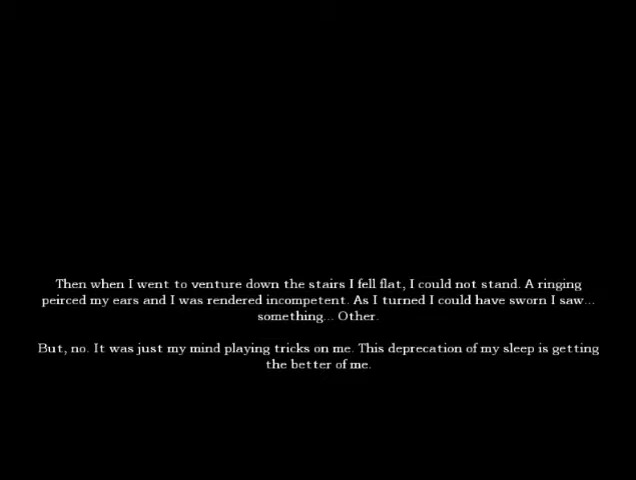 Then when I went to venture down the stairs I fell flat, I could not stand. A ringing
peirced my ears and I was rendered incompetent. As I turned I could have sworn I saw...
something... Other.
But, no. It was just my mind playing tricks on me. This deprecation of my sleep is getting
the better of me.